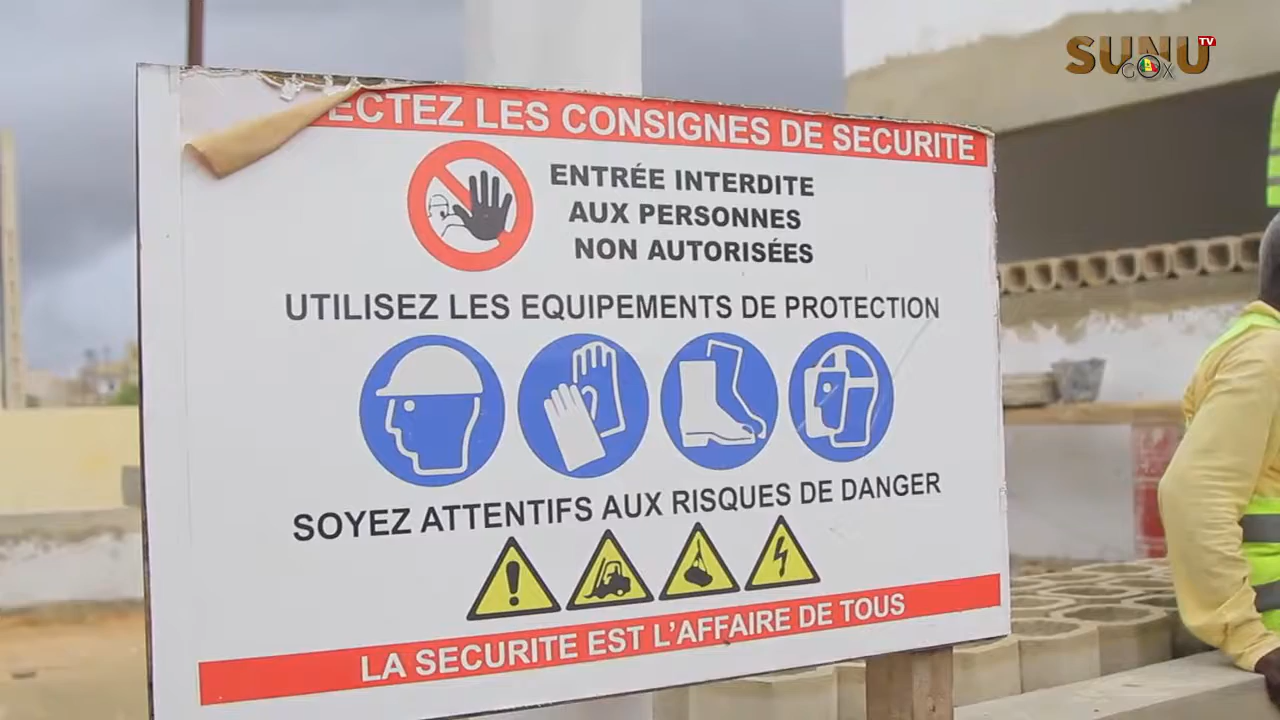 SUNU TV
GOX
ECTEZ LES CONSIGNES DE SECURITE
ENTRÉE INTERDITE
AUX PERSONNES
NON AUTORISÉES
UTILISEZ LES EQUIPEMENTS DE PROTECTION
SOYEZ ATTENTIFS AUX RISQUES DE DANGER
LA SECURITE EST L'AFFAIRE DE TOUS